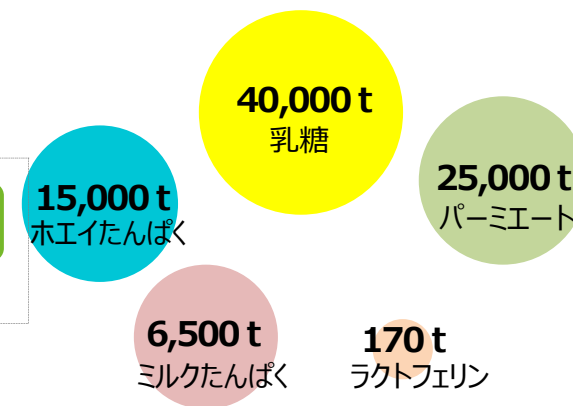 40,000 t
乳糖
15,000 t
ホエイたんぱく
25,000 t
パーミエート
6,500 t
ミルクたんぱく
170 t
ラクトフェリン